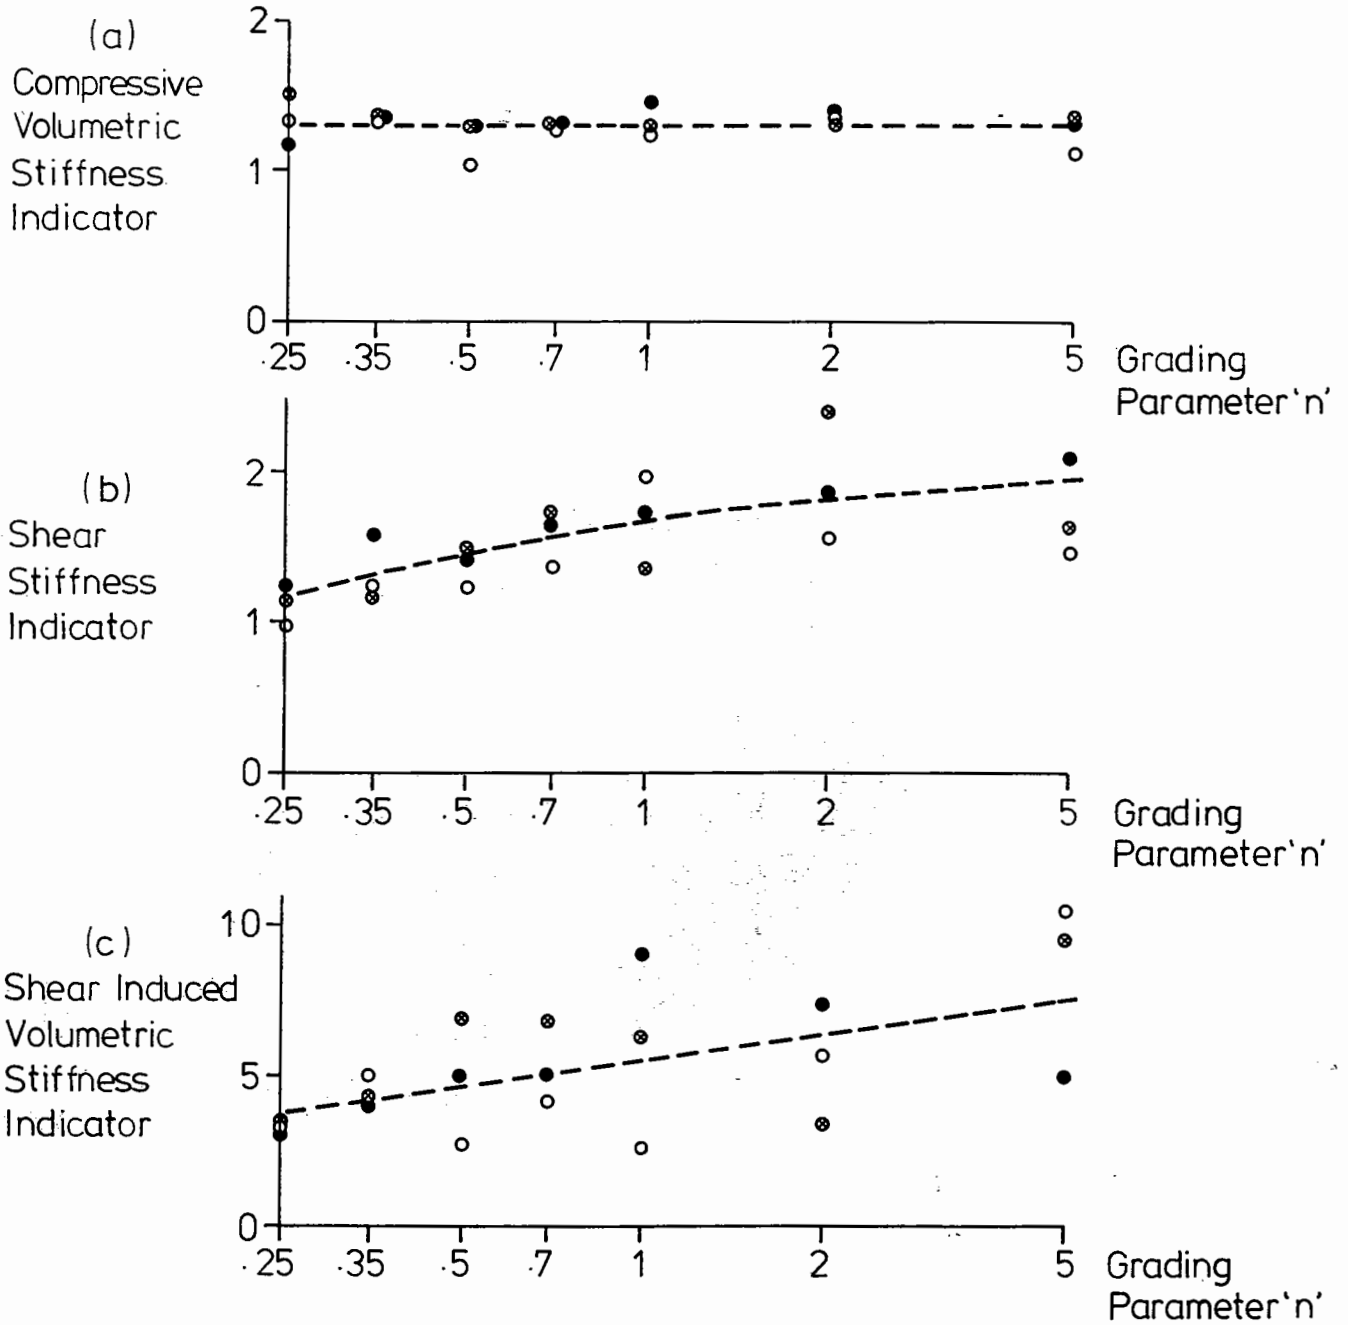 (a)
Compressive
Volumetric
Stiffness
Indicator
2
1
0
.25 .35 .5 .7 1 2 5
Grading
Parameter 'n'
(b)
Shear
Stiffness
Indicator
2
1
0
.25 .35 .5 .7 1 2 5
Grading
Parameter 'n'
(c)
Shear Induced
Volumetric
Stiffness
Indicator
10
5
0
.25 .35 .5 .7 1 2 5
Grading
Parameter 'n'